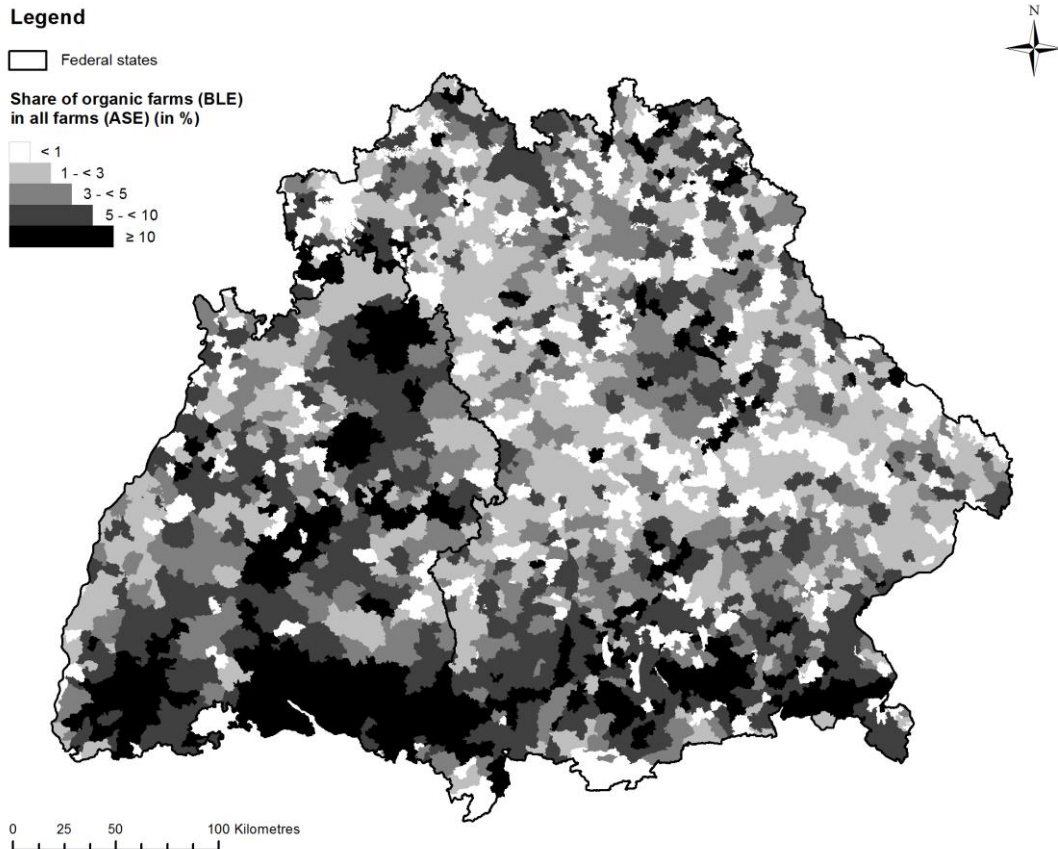 Legend
N
Federal states
Share of organic farms (BLE)
in all farms (ASE) (in %)
< 1
1 - < 3
3 - < 5
5 - < 10
≥ 10
0 25 50 100 Kilometres